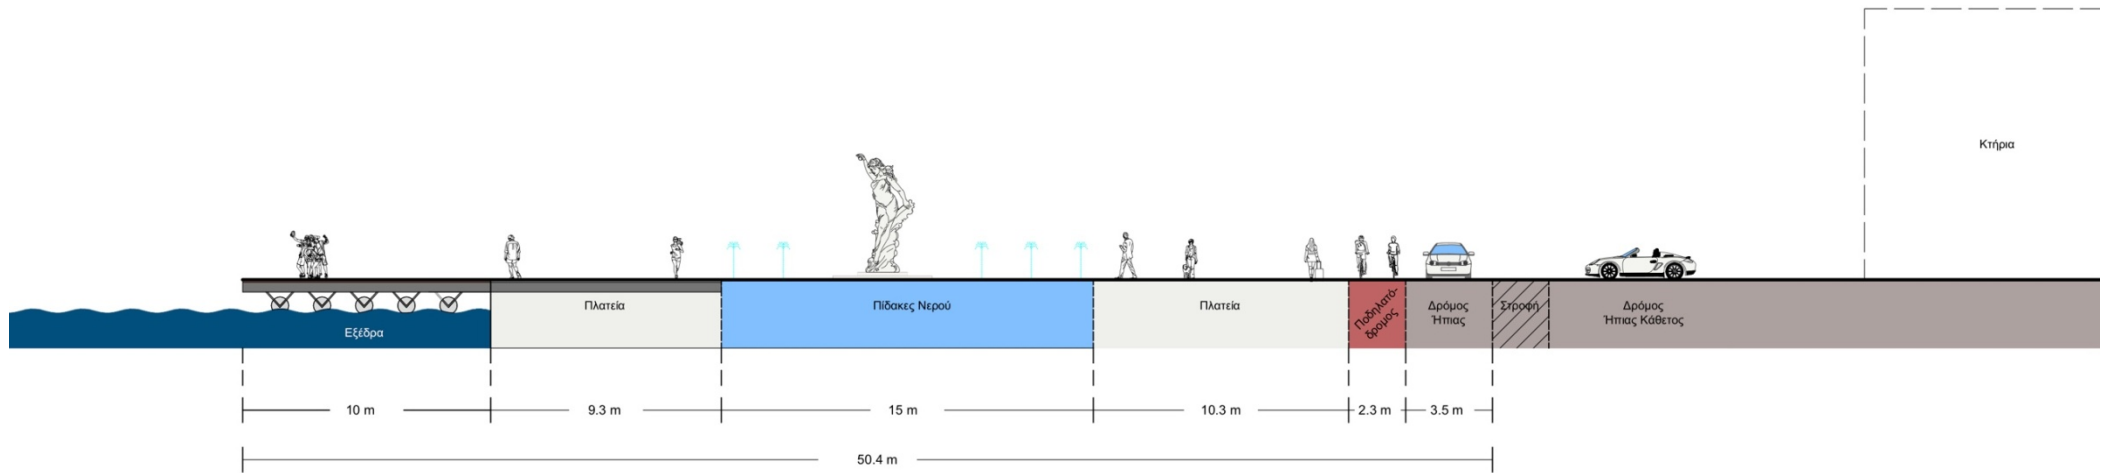 Κτήρια
Εξέδρα
Πλατεία
Πίδακες Νερού
Πλατεία
Ποδηλατό-
δρομος
Δρόμος
Ήπιας
Στροφή
Δρόμος
Ήπιας Κάθετος
10 m
9.3 m
15 m
10.3 m
2.3 m
3.5 m
50.4 m